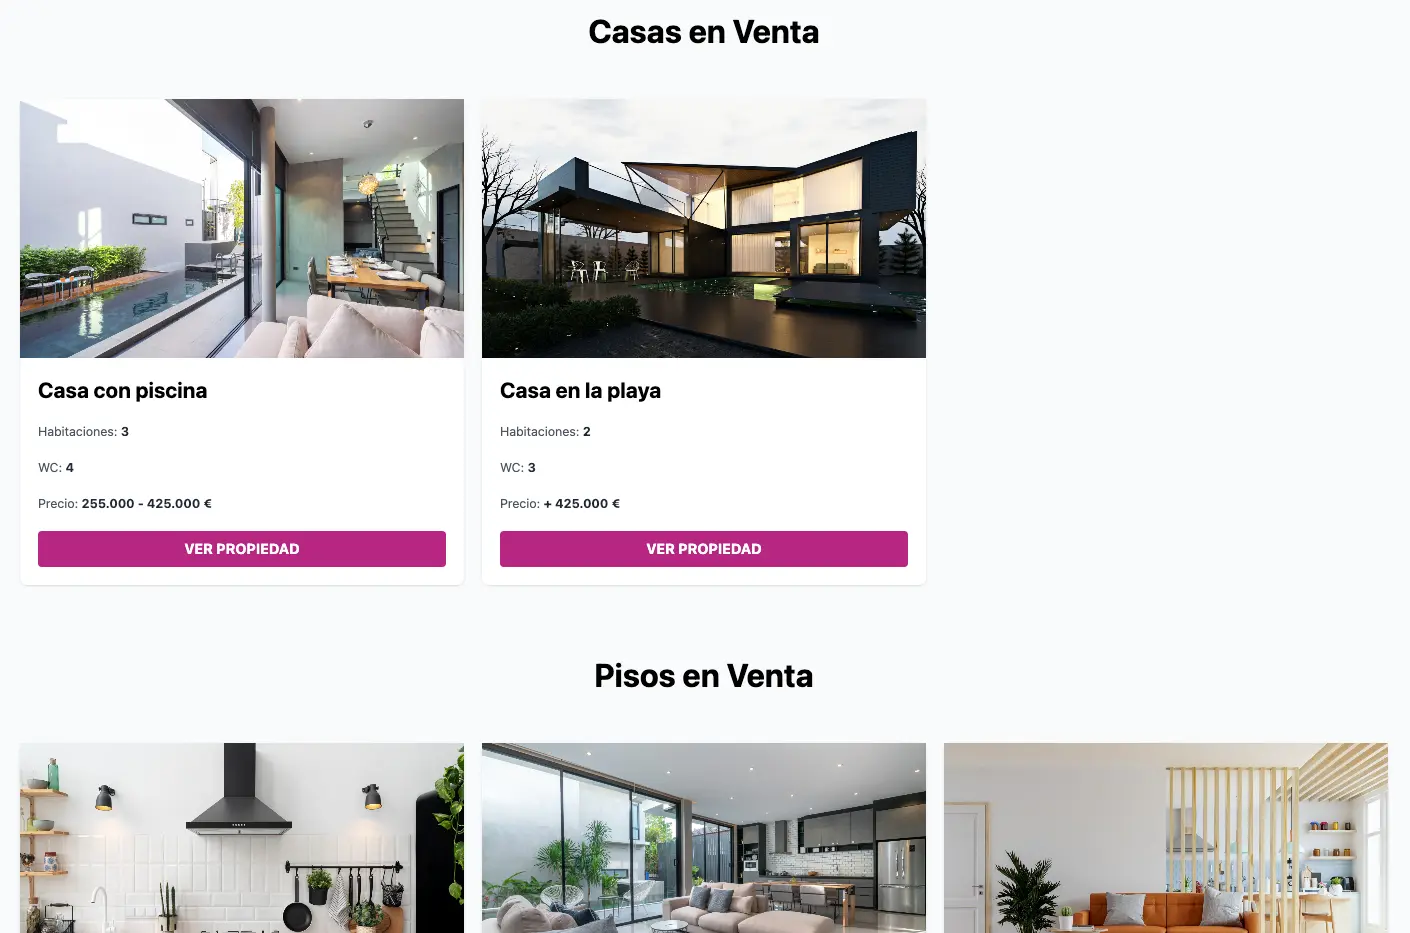 Casas en Venta
Casa con piscina
Habitaciones: 3
WC: 4
Precio: 255.000 - 425.000 €
VER PROPIEDAD
Casa en la playa
Habitaciones: 2
WC: 3
Precio: + 425.000 €
VER PROPIEDAD
Pisos en Venta